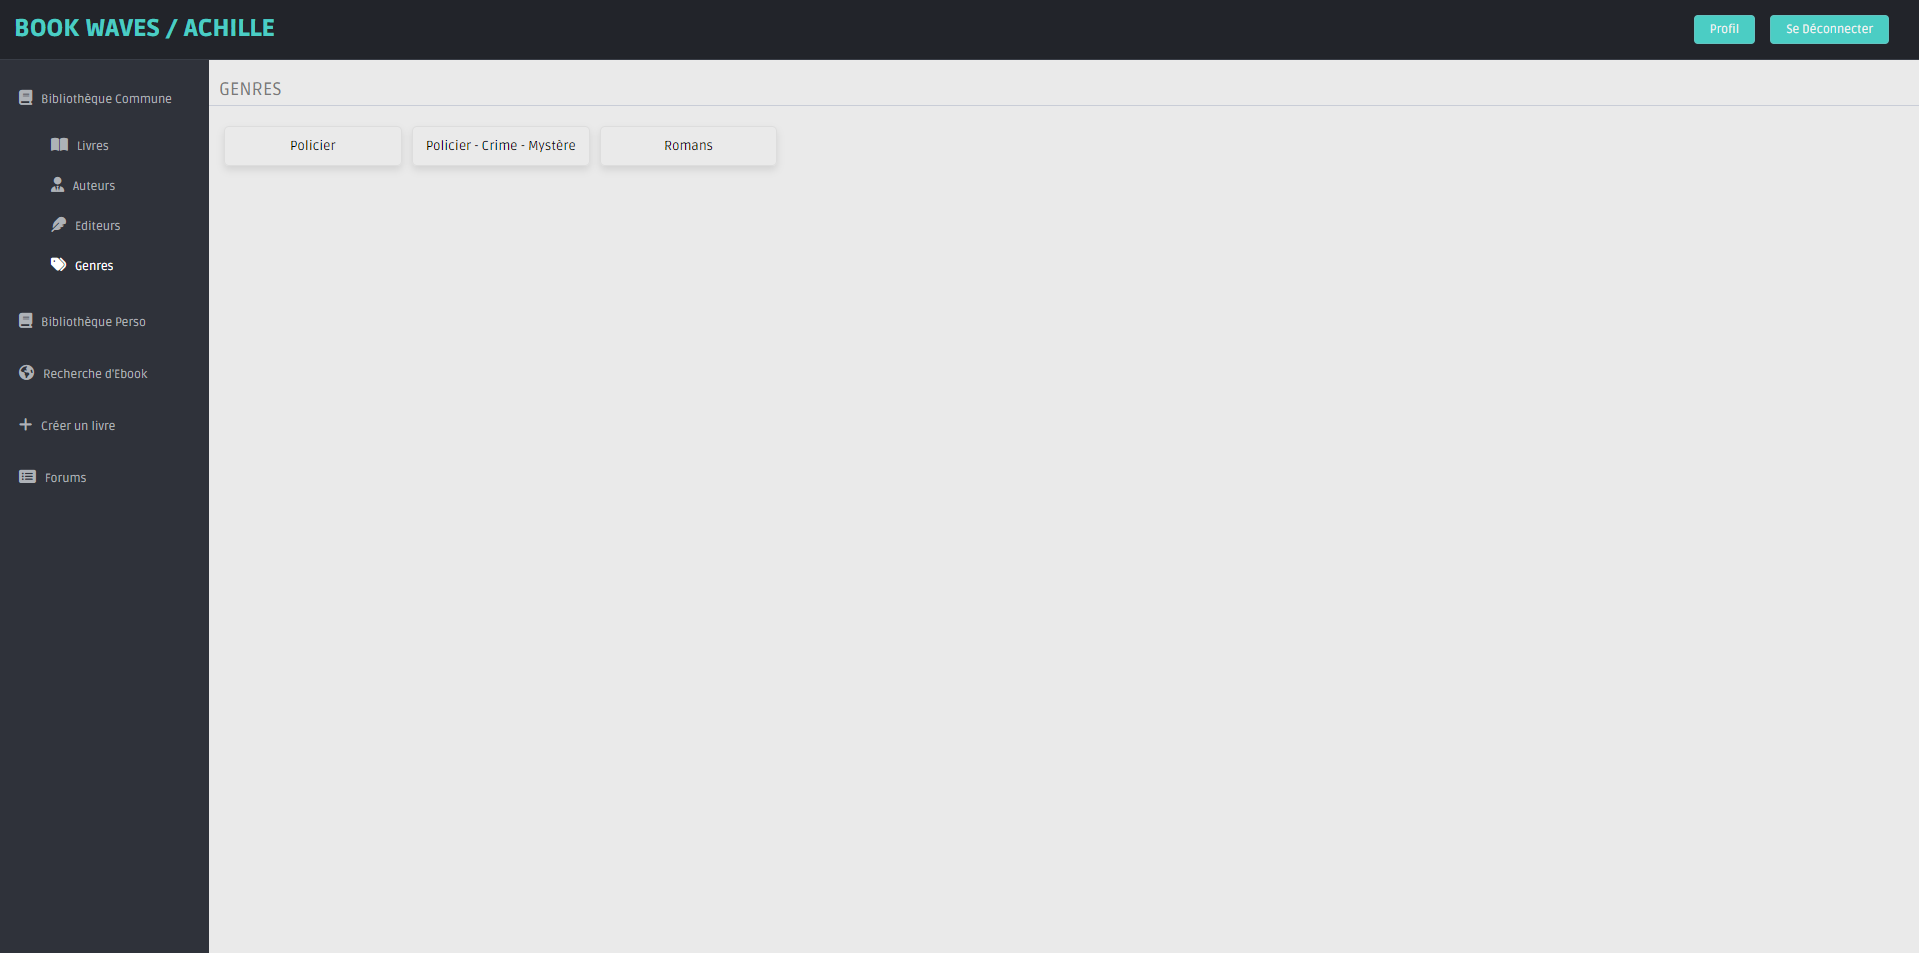 BOOK WAVES / ACHILLE
Profil
Se Déconnecter
Bibliothèque Commune
Livres
Auteurs
Editeurs
Genres
Bibliothèque Perso
Recherche d'Ebook
Créer un livre
Forums
GENRES
Policier
Policier - Crime - Mystère
Romans